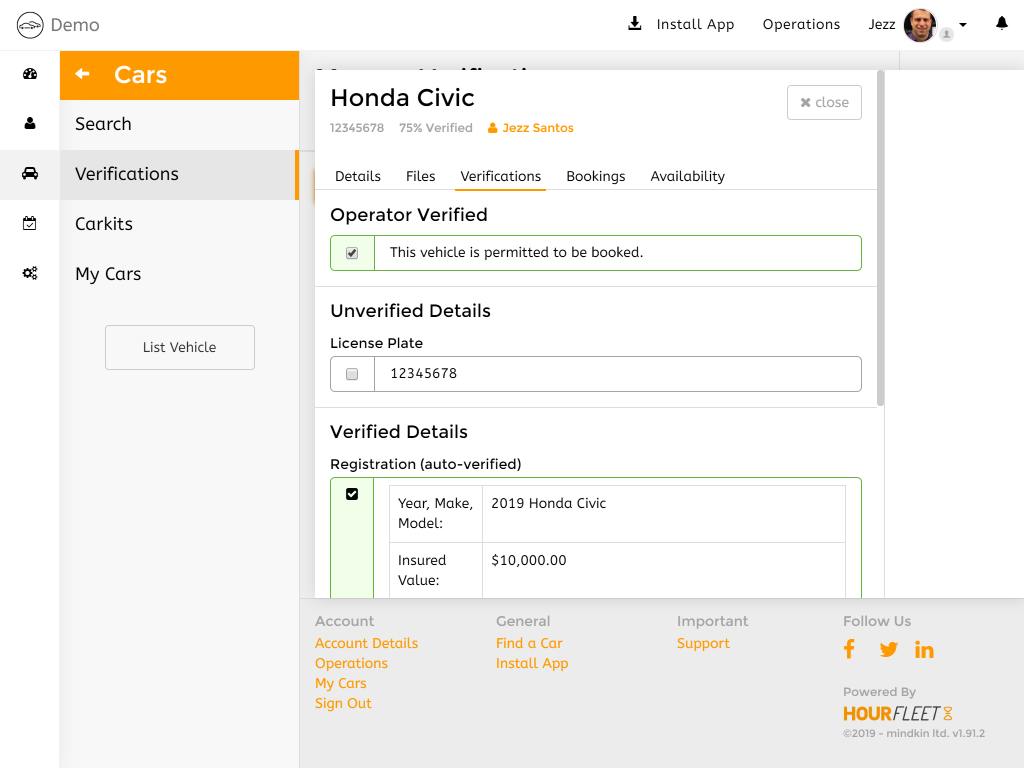 Demo
Install App
Operations
Jezz
Cars
Search
Verifications
Carkits
My Cars
List Vehicle
Honda Civic
close
12345678 75% Verified Jezz Santos
Details Files Verifications Bookings Availability
Operator Verified
This vehicle is permitted to be booked.
Unverified Details
License Plate
12345678
Verified Details
Registration (auto-verified)
Year, Make, 2019 Honda Civic
Model:
Insured $10,000.00
Value:
Account
Account Details
Operations
My Cars
Sign Out
General
Find a Car
Install App
Important
Support
Follow Us
Powered By
HOURFLEET
©2019 - mindkin ltd. v1.91.2